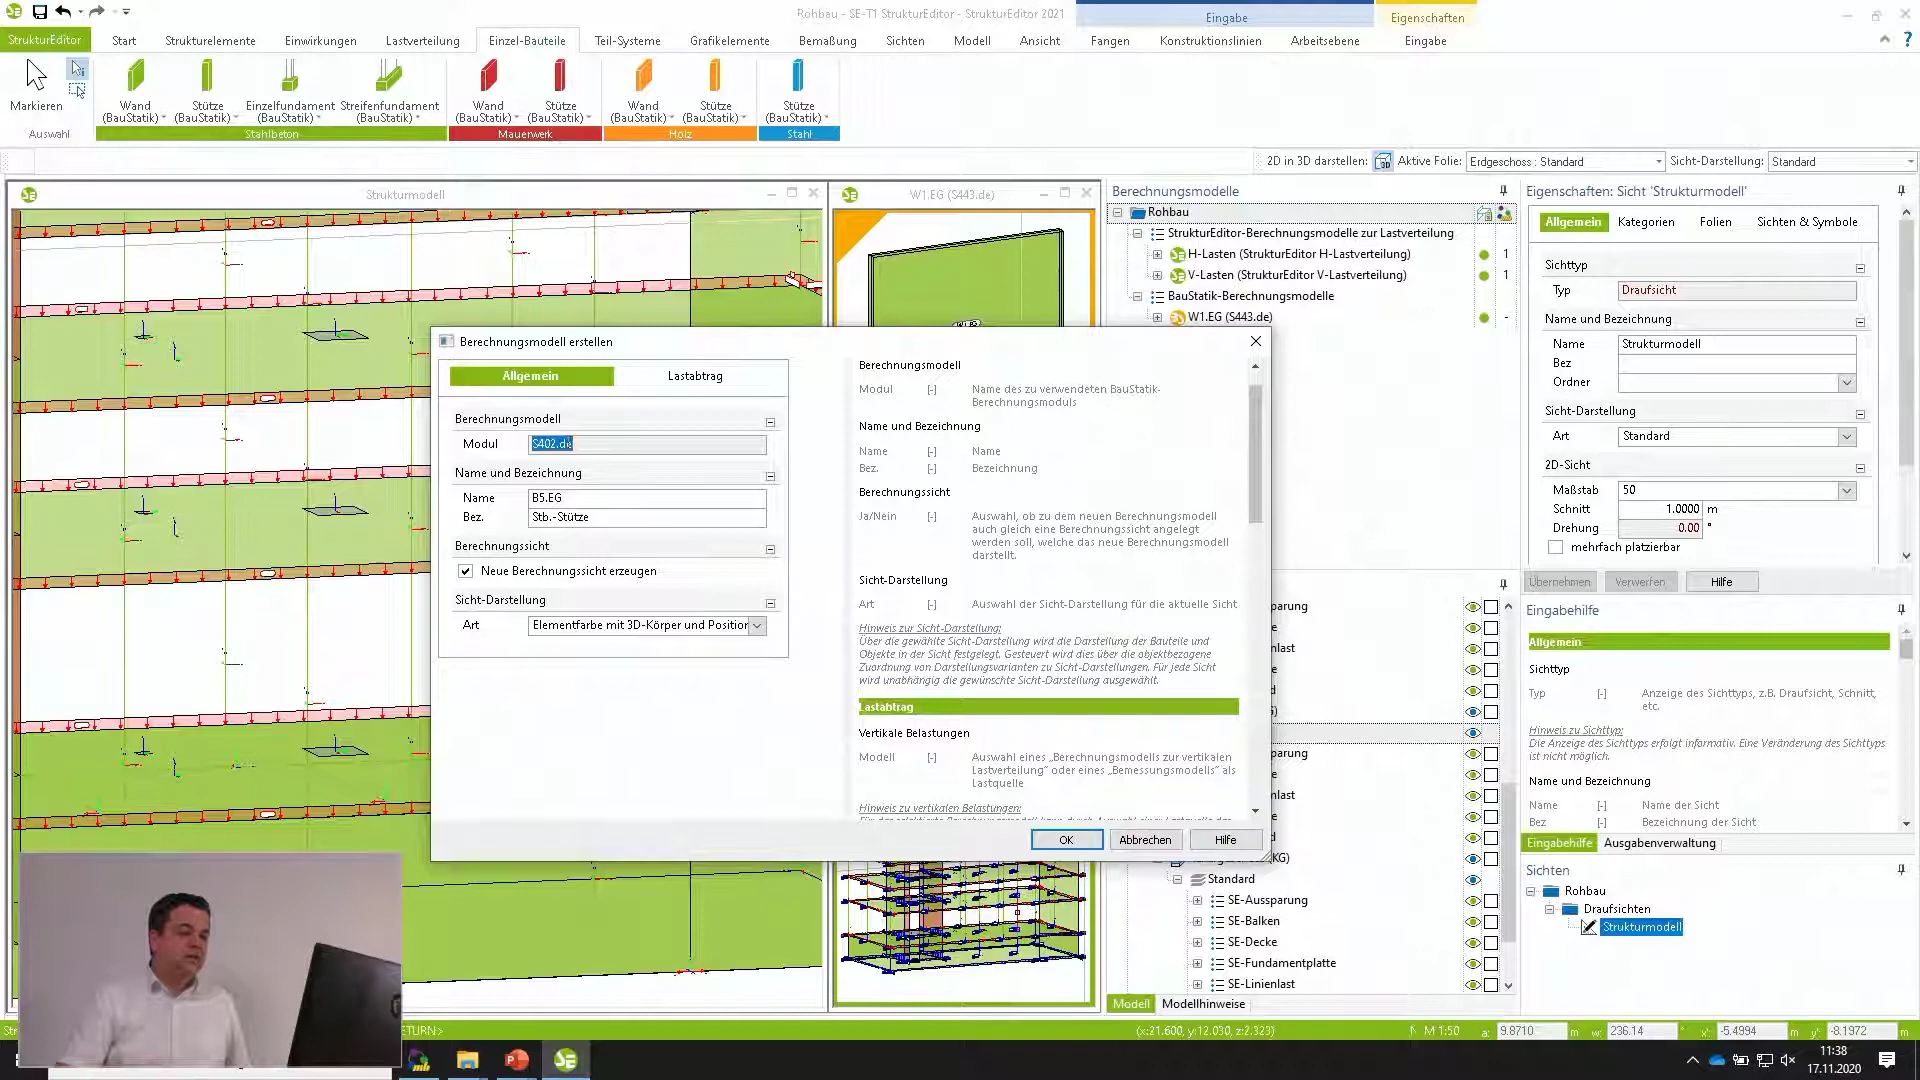 Rohbau - SE-T1 StrukturEditor - StrukturEditor 2021
Eingabe
Eigenschaften
StrukturEditor
Start
Strukturelemente
Einwirkungen
Lastverteilung
Einzel-Bauteile
Teil-Systeme
Grafikelemente
Bemaßung
Sichten
Modell
Ansicht
Fangen
Konstruktionslinien
Arbeitsebene
Eingabe
Markieren
Auswahl
Wand
(BauStatik)
Stütze
(BauStatik)
Einzelfundament
(BauStatik)
Streifenfundament
(BauStatik)
Stahlbeton
Wand
(BauStatik)
Stütze
(BauStatik)
Mauerwerk
Wand
(BauStatik)
Stütze
(BauStatik)
Holz
Stütze
(BauStatik)
Stahl
2D in 3D darstellen:
Aktive Folie:
Erdgeschoss : Standard
Sicht-Darstellung:
Standard
Strukturmodell
W1.EG (S443.de)
Berechnungsmodelle
Rohbau
StrukturEditor-Berechnungsmodelle zur Lastverteilung
H-Lasten (StrukturEditor H-Lastverteilung)
1
V-Lasten (StrukturEditor V-Lastverteilung)
1
BauStatik-Berechnungsmodelle
W1.EG (S443.de)
-
Berechnungsmodell erstellen
Allgemein
Lastabtrag
Berechnungsmodell
Modul
S402.de
Name und Bezeichnung
Name
B5.EG
Bez.
Stb.-Stütze
Berechnungssicht
Neue Berechnungssicht erzeugen
Sicht-Darstellung
Art
Elementfarbe mit 3D-Körper und Position
Berechnungsmodell
Modul [-] Name des zu verwendeten BauStatik-
Berechnungsmoduls
Name und Bezeichnung
Name [-] Name
Bez. [-] Bezeichnung
Berechnungssicht
Ja/Nein [-] Auswahl, ob zu dem neuen Berechnungsmodell
auch gleich eine Berechnungssicht angelegt
werden soll, welche das neue Berechnungsmodell
darstellt.
Sicht-Darstellung
Art [-] Auswahl der Sicht-Darstellung für die aktuelle Sicht
Hinweis zur Sicht-Darstellung:
Über die gewählte Sicht-Darstellung wird die Darstellung der Bauteile und
Objekte in der Sicht festgelegt. Gesteuert wird dies über die objektbezogene
Zuordnung von Darstellungsvarianten zu Sicht-Darstellungen. Für jede Sicht
wird unabhängig die gewünschte Sicht-Darstellung ausgewählt.
Lastabtrag
Vertikale Belastungen
Modell [-] Auswahl eines „Berechnungsmodells zur vertikalen
Lastverteilung" oder eines „Bemessungsmodells" als
Lastquelle
Hinweis zu vertikalen Belastungen:
OK
Abbrechen
Hilfe
Standard
SE-Aussparung
SE-Balken
SE-Decke
SE-Fundamentplatte
SE-Linienlast
Modell
Modellhinweise
Eigenschaften: Sicht 'Strukturmodell'
Allgemein
Kategorien
Folien
Sichten & Symbole
Sichttyp
Typ
Draufsicht
Name und Bezeichnung
Name
Strukturmodell
Bez
Ordner
Sicht-Darstellung
Art
Standard
2D-Sicht
Maßstab
50
Schnitt
1.0000 m
Drehung
0.00 °
mehrfach platzierbar
Übernehmen
Verwerfen
Hilfe
Eingabehilfe
Allgemein
Sichttyp
Typ [-] Anzeige des Sichttyps, z.B. Draufsicht, Schnitt,
etc.
Hinweis zu Sichttyp:
Die Anzeige des Sichttyps erfolgt informativ. Eine Veränderung des Sichttyps
ist nicht möglich.
Name und Bezeichnung
Name [-] Name der Sicht
Bez [-] Bezeichnung der Sicht
Eingabehilfe
Ausgabenverwaltung
Sichten
Rohbau
Draufsichten
Strukturmodell
ETURN>
(x:21.600, y:12.030, z:2.323)
M 1:50
a: 9.8710 m
w: 236.14 °
x': -5.4994 m
y': -8.1972 m
11:38
17.11.2020